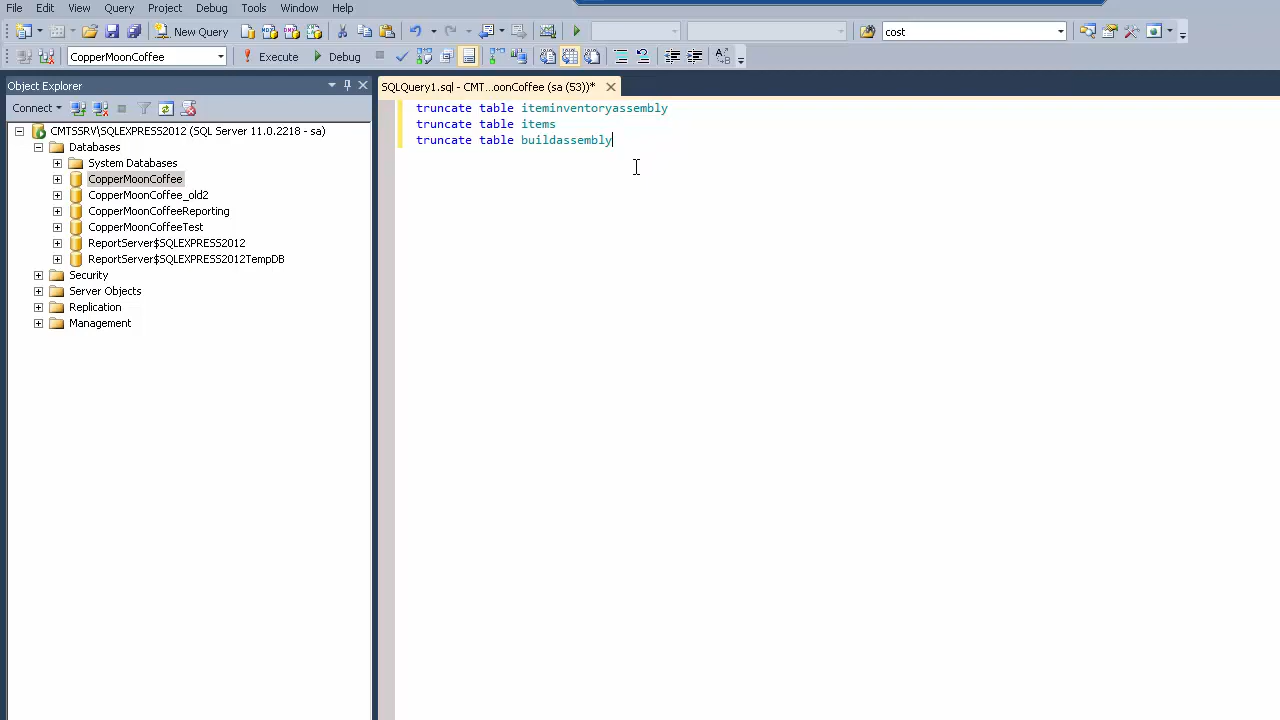 File Edit View Query Project Debug Tools Window Help
New Query cost
CopperMoonCoffee Execute Debug
Object Explorer
SQLQuery1.sql - CMT...oonCoffee (sa (53))*
Connect
CMTSSRV\SQLEXPRESS2012 (SQL Server 11.0.2218 - sa)
Databases
System Databases
CopperMoonCoffee
CopperMoonCoffee_old2
CopperMoonCoffeeReporting
CopperMoonCoffeeTest
ReportServer$SQLEXPRESS2012
ReportServer$SQLEXPRESS2012TempDB
Security
Server Objects
Replication
Management
truncate table iteminventoryassembly
truncate table items
truncate table buildassembly